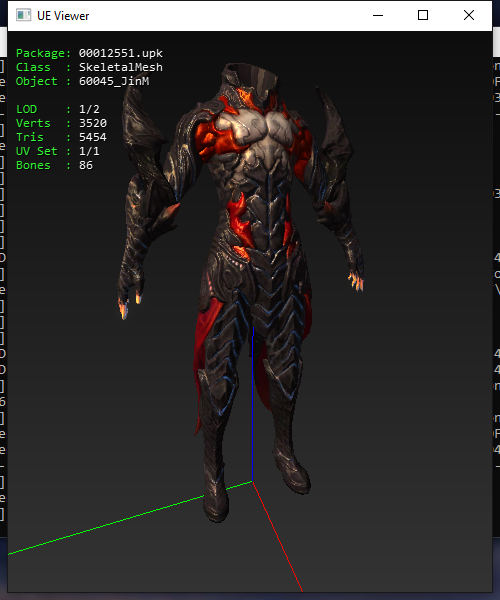 UE Viewer
Package: 00012551.upk
Class  : SkeletalMesh
Object : 60045_JinM
LOD    : 1/2
Verts  : 3520
Tris   : 5454
UV Set : 1/1
Bones  : 86